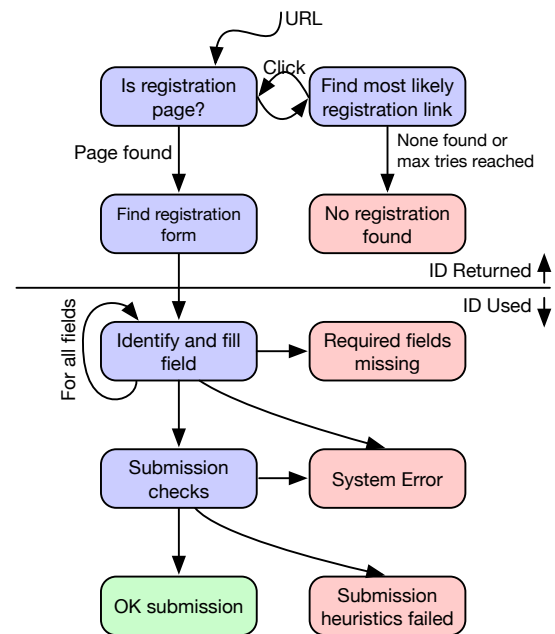 URL
Click
Is registration
page?
Find most likely
registration link
Page found
None found or
max tries reached
Find registration
form
No registration
found
ID Returned
ID Used
For all fields
Identify and fill
field
Required fields
missing
Submission
checks
System Error
OK submission
Submission
heuristics failed